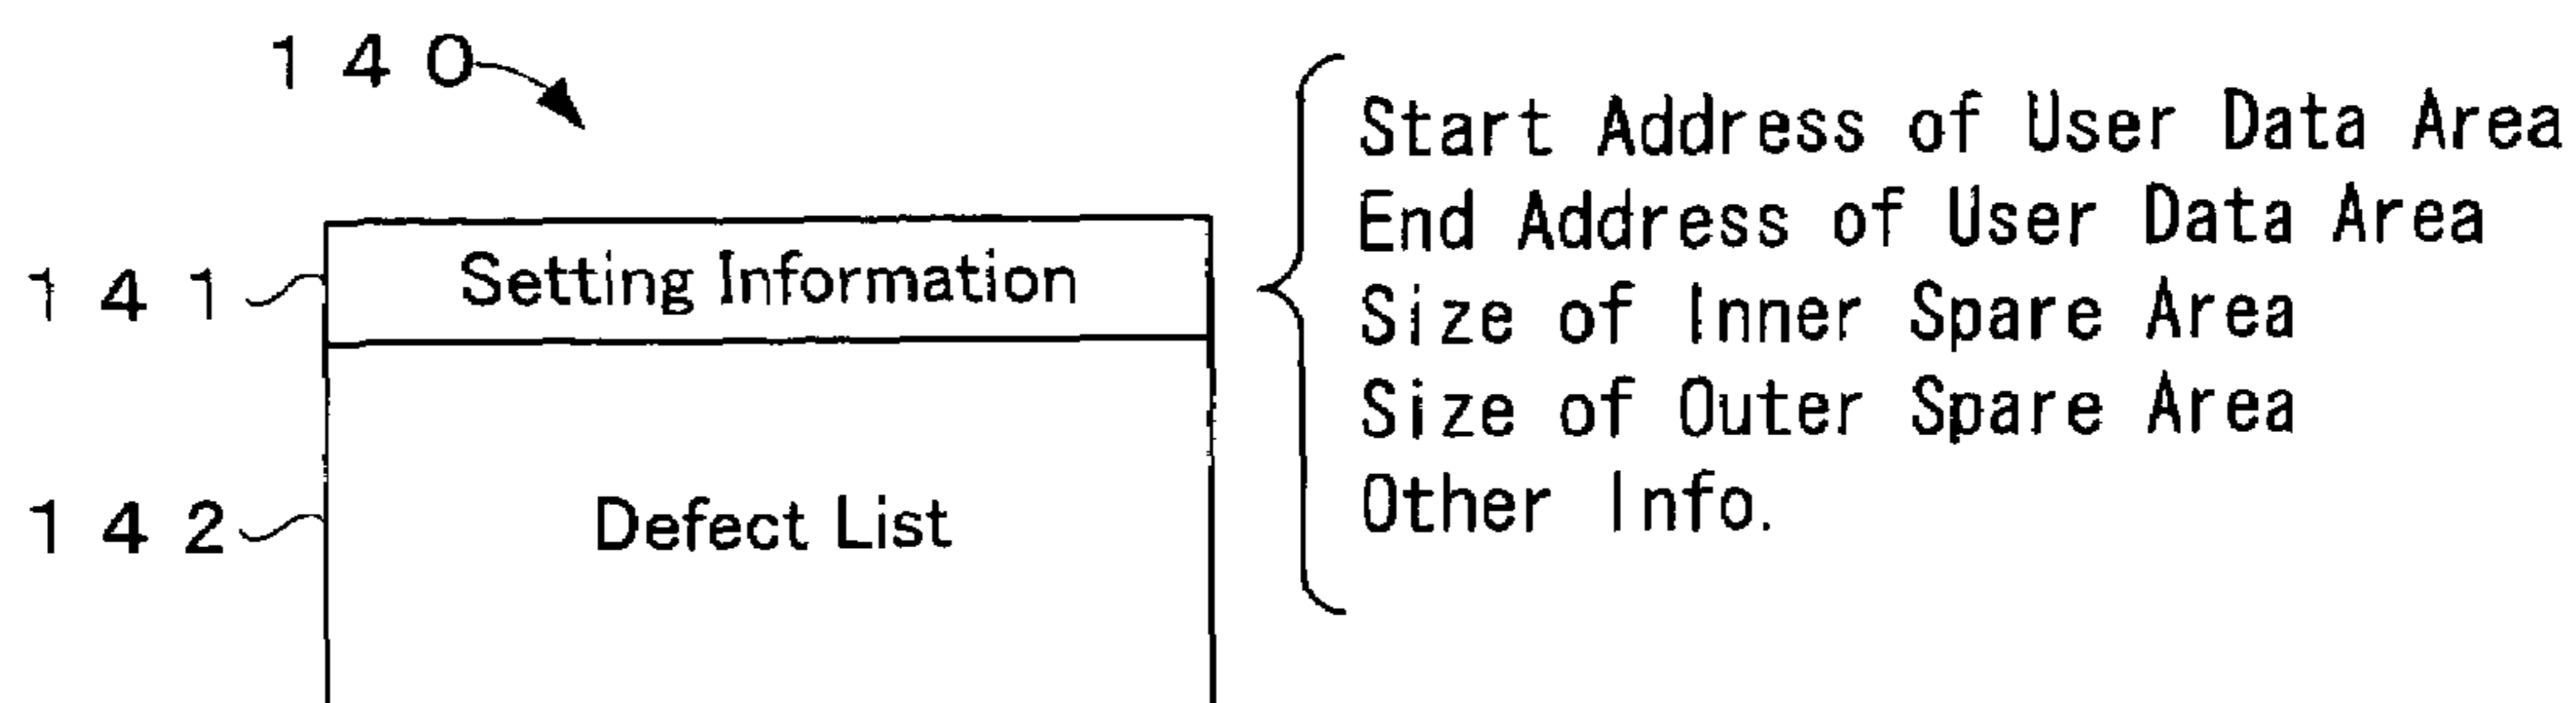 140
141
Setting Information
142
Defect List
Start Address of User Data Area
End Address of User Data Area
Size of Inner Spare Area
Size of Outer Spare Area
Other Info.